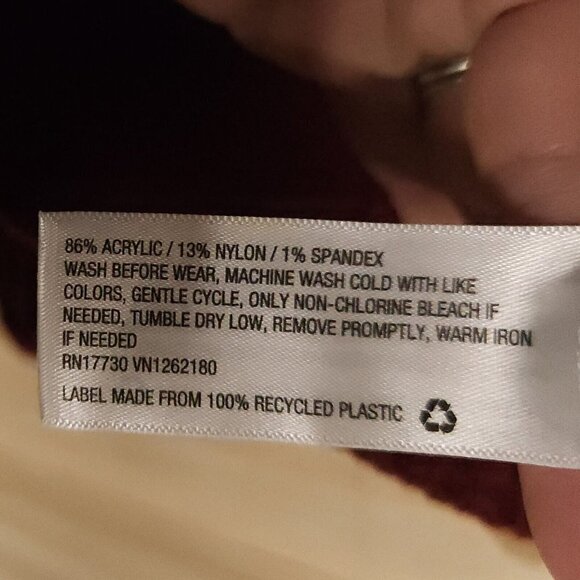 86% ACRYLIC / 13% NYLON / 1% SPANDEX
WASH BEFORE WEAR, MACHINE WASH COLD WITH LIKE
COLORS, GENTLE CYCLE, ONLY NON-CHLORINE BLEACH IF
NEEDED, TUMBLE DRY LOW, REMOVE PROMPTLY, WARM IRON
IF NEEDED
RN17730 VN1262180
LABEL MADE FROM 100% RECYCLED PLASTIC